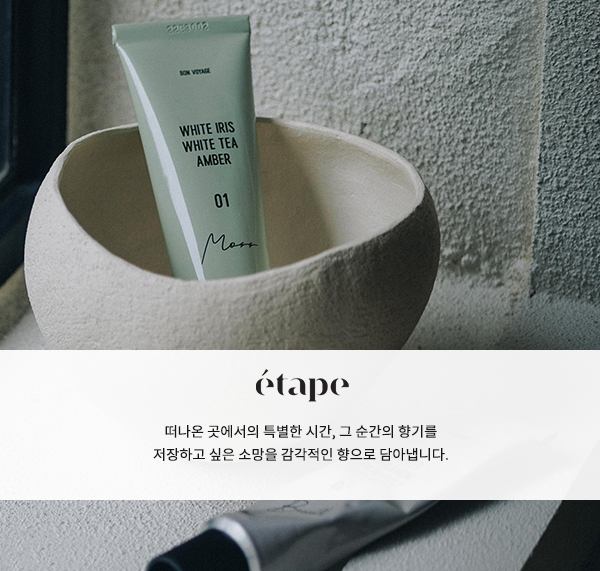 BON VOYAGE
WHITE IRIS
WHITE TEA
AMBER
01
Moss
étape
떠나온 곳에서의 특별한 시간, 그 순간의 향기를
저장하고 싶은 소망을 감각적인 향으로 담아냅니다.